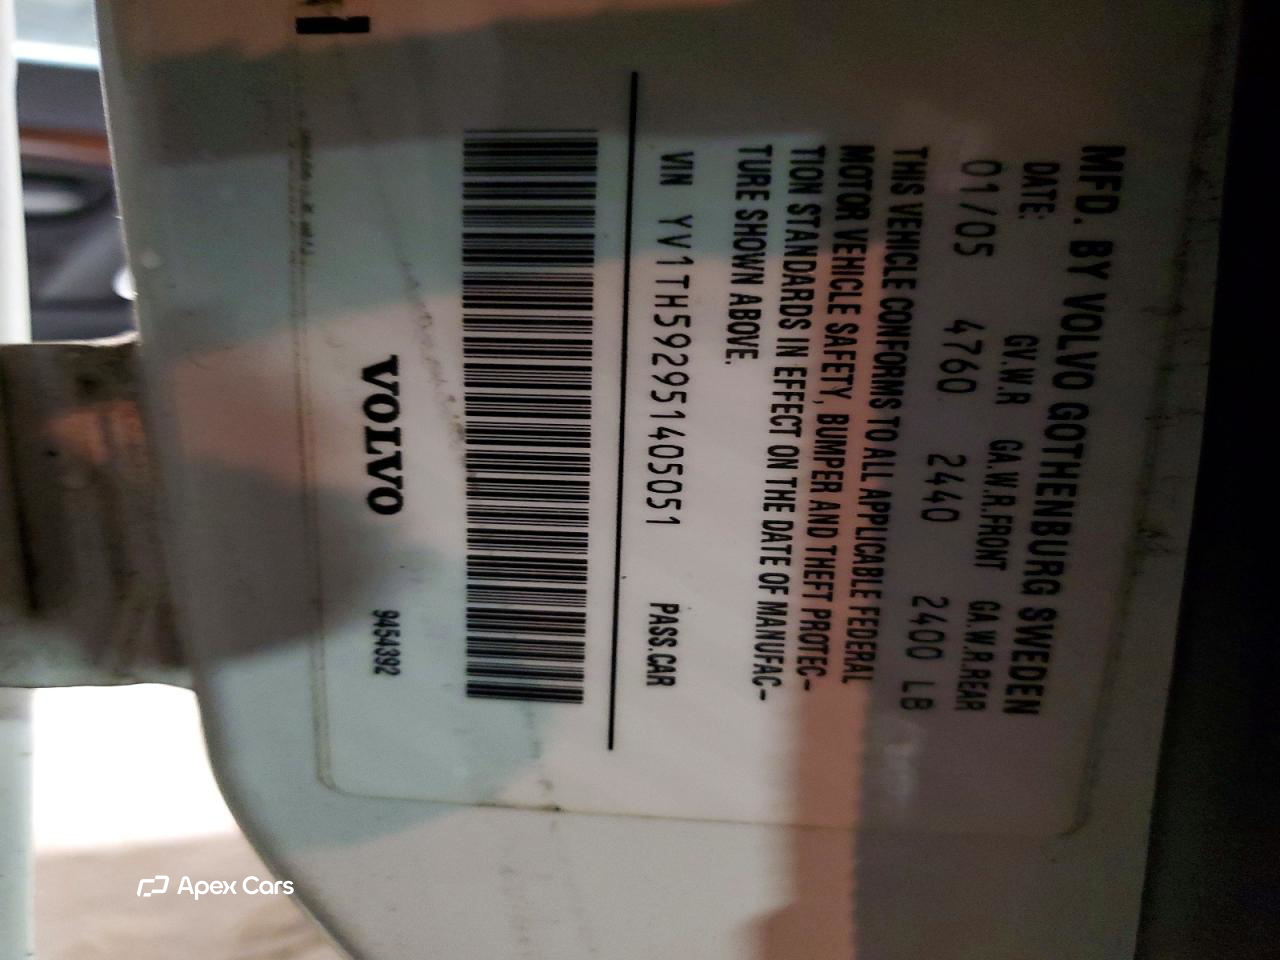 MFD. BY VOLVO GOTHENBURG SWEDEN
DATE: GV.W.R GA.W.R.FRONT GA.W.R.REAR
01/05 4760 2440 2400 LB
THIS VEHICLE CONFORMS TO ALL APPLICABLE FEDERAL
MOTOR VEHICLE SAFETY, BUMPER AND THEFT PROTEC-
TION STANDARDS IN EFFECT ON THE DATE OF MANUFAC-
TURE SHOWN ABOVE.
VIN YV1TH592951405051 PASS.CAR
VOLVO 9454392
Apex Cars